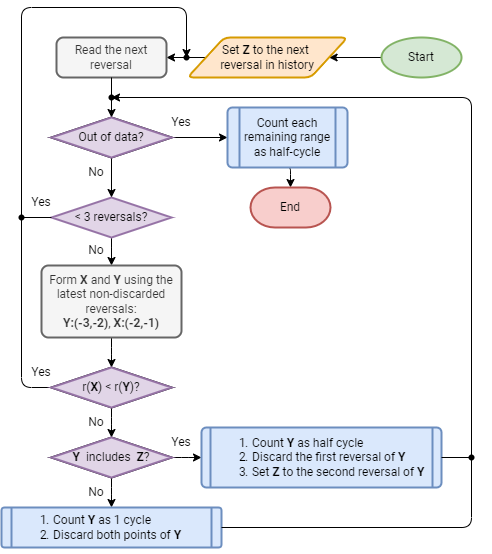 Read the next
reversal
Set Z to the next
reversal in history
Start
Out of data?
Yes
Count each
remaining range
as half-cycle
No
End
Yes
< 3 reversals?
No
Form X and Y using the
latest non-discarded
reversals:
Y:(-3,-2), X:(-2,-1)
Yes
r(X) < r(Y)?
No
Y includes Z?
Yes
1. Count Y as half cycle
2. Discard the first reversal of Y
3. Set Z to the second reversal of Y
No
1. Count Y as 1 cycle
2. Discard both points of Y